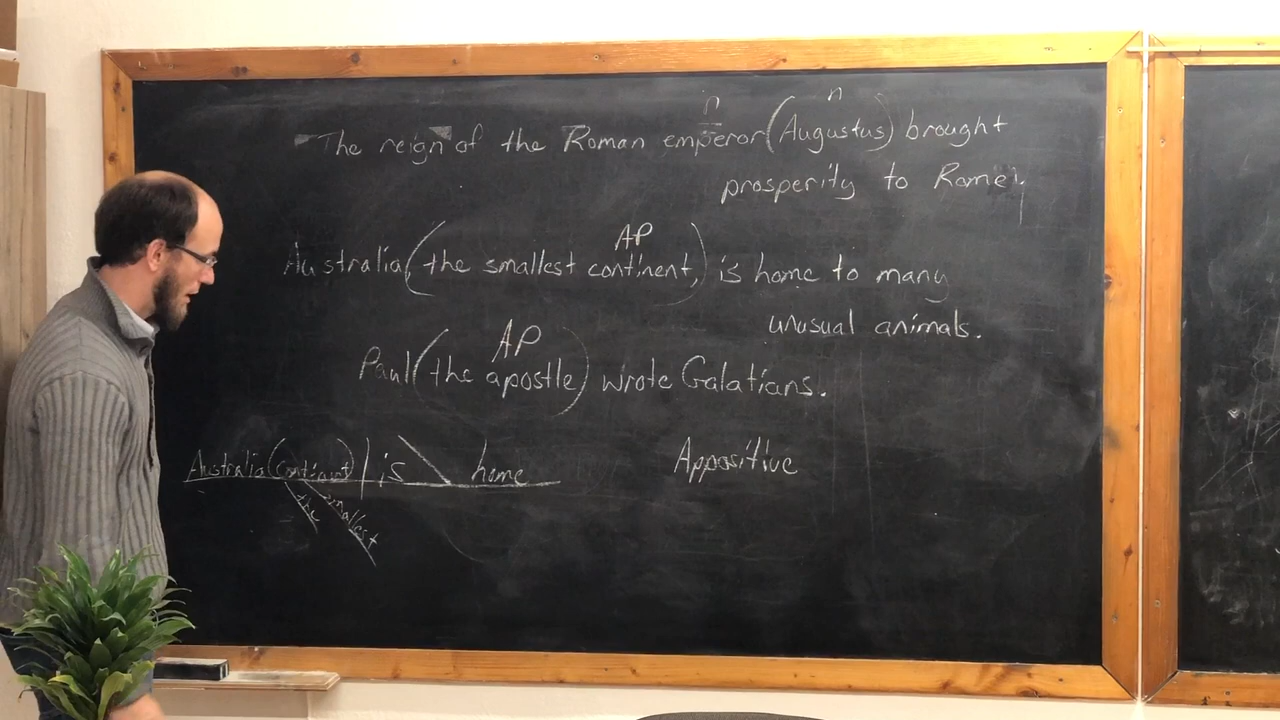 n n
The reign of the Roman emperor (Augustus) brought
prosperity to Rome.
AP
Australia, (the smallest continent,) is home to many
unusual animals.
AP
Paul (the apostle) wrote Galatians.
Australia (continent) | is \ home
the smallest
Appositive